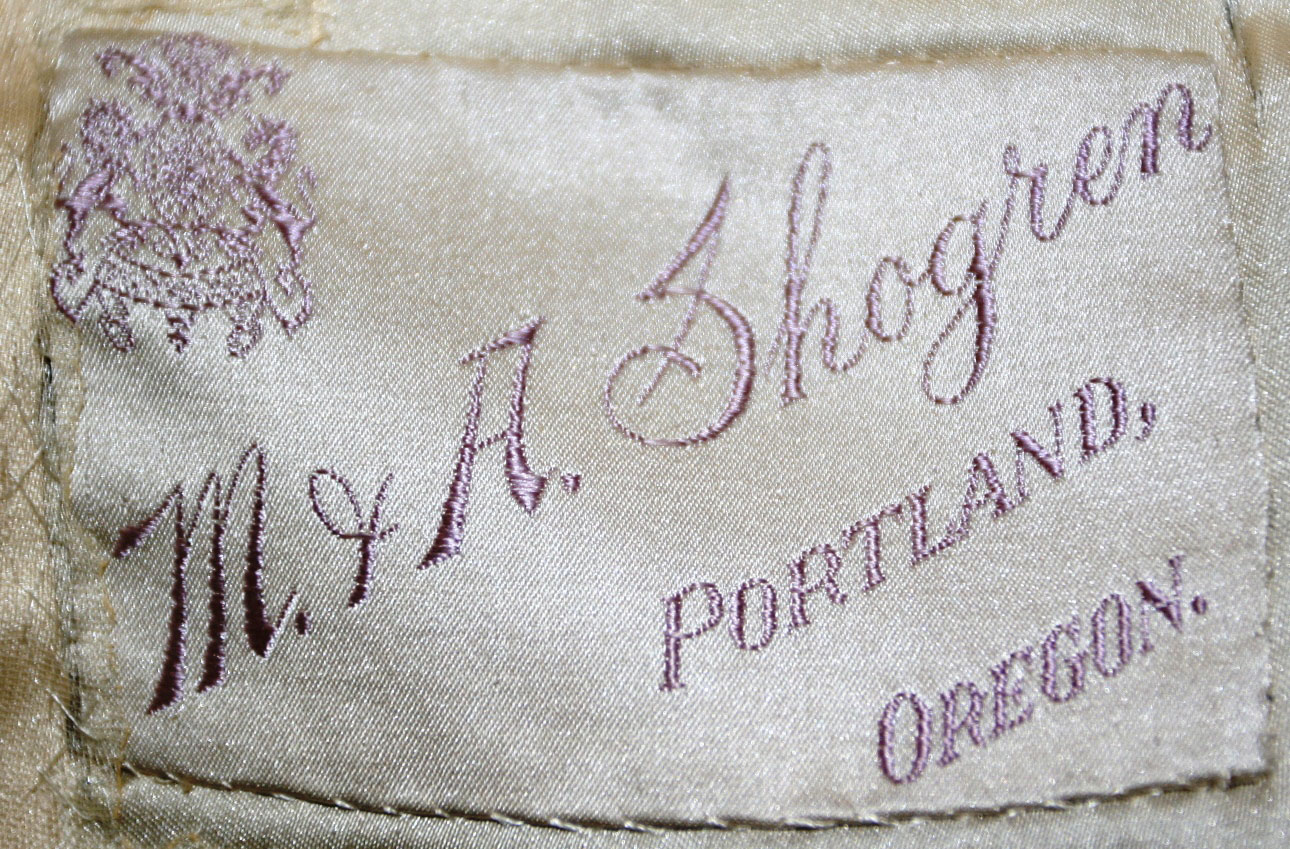 M. & A. Shogren
PORTLAND,
OREGON.